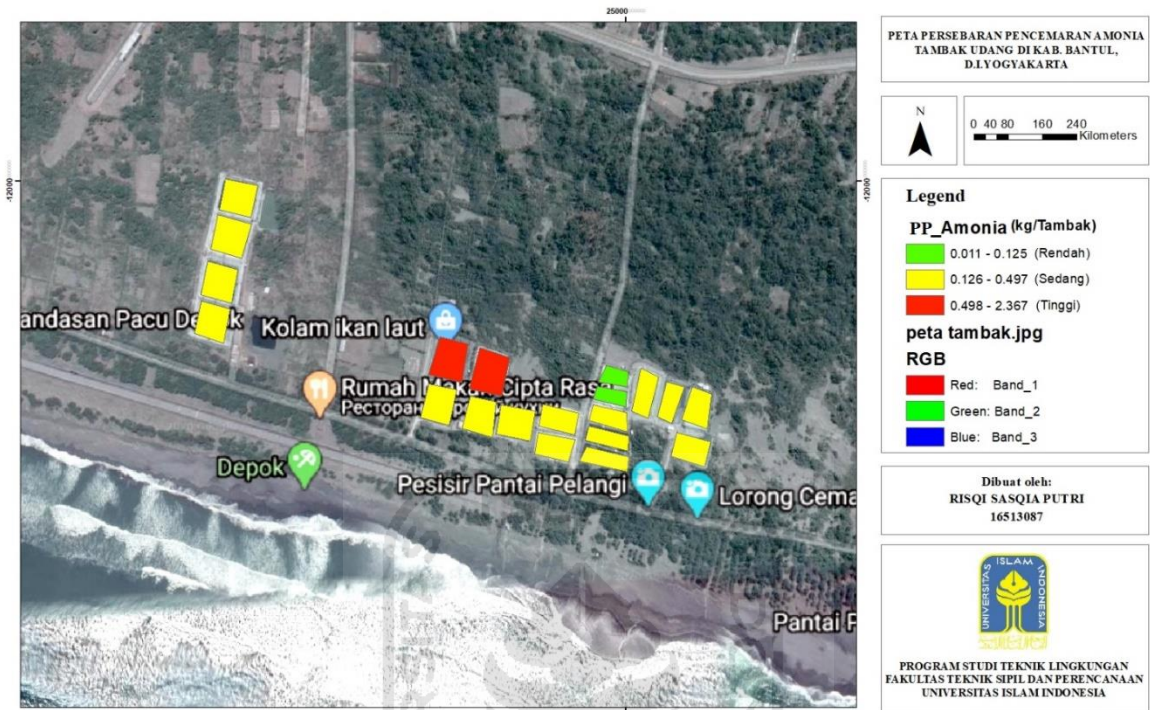 25000
-12000
-12000
andasan Pacu De
k
Kolam ikan laut
Rumah Makan Cipta Rasa
Depok
Pesisir Pantai Pelangi
Lorong Cema
Pantai P
PETA PERSEBARAN PENCEMARAN AMONIA
TAMBAK UDANG DI KAB. BANTUL,
D.I.YOGYAKARTA
N
0 40 80 160 240
Kilometers
Legend
PP_Amonia (kg/Tambak)
0.011 - 0.125 (Rendah)
0.126 - 0.497 (Sedang)
0.498 - 2.367 (Tinggi)
peta tambak.jpg
RGB
Red: Band_1
Green: Band_2
Blue: Band_3
Dibuat oleh:
RISQI SASQIA PUTRI
16513087
UNIVERSITAS ISLAM INDONESIA
PROGRAM STUDI TEKNIK LINGKUNGAN
FAKULTAS TEKNIK SIPIL DAN PERENCANAAN
UNIVERSITAS ISLAM INDONESIA